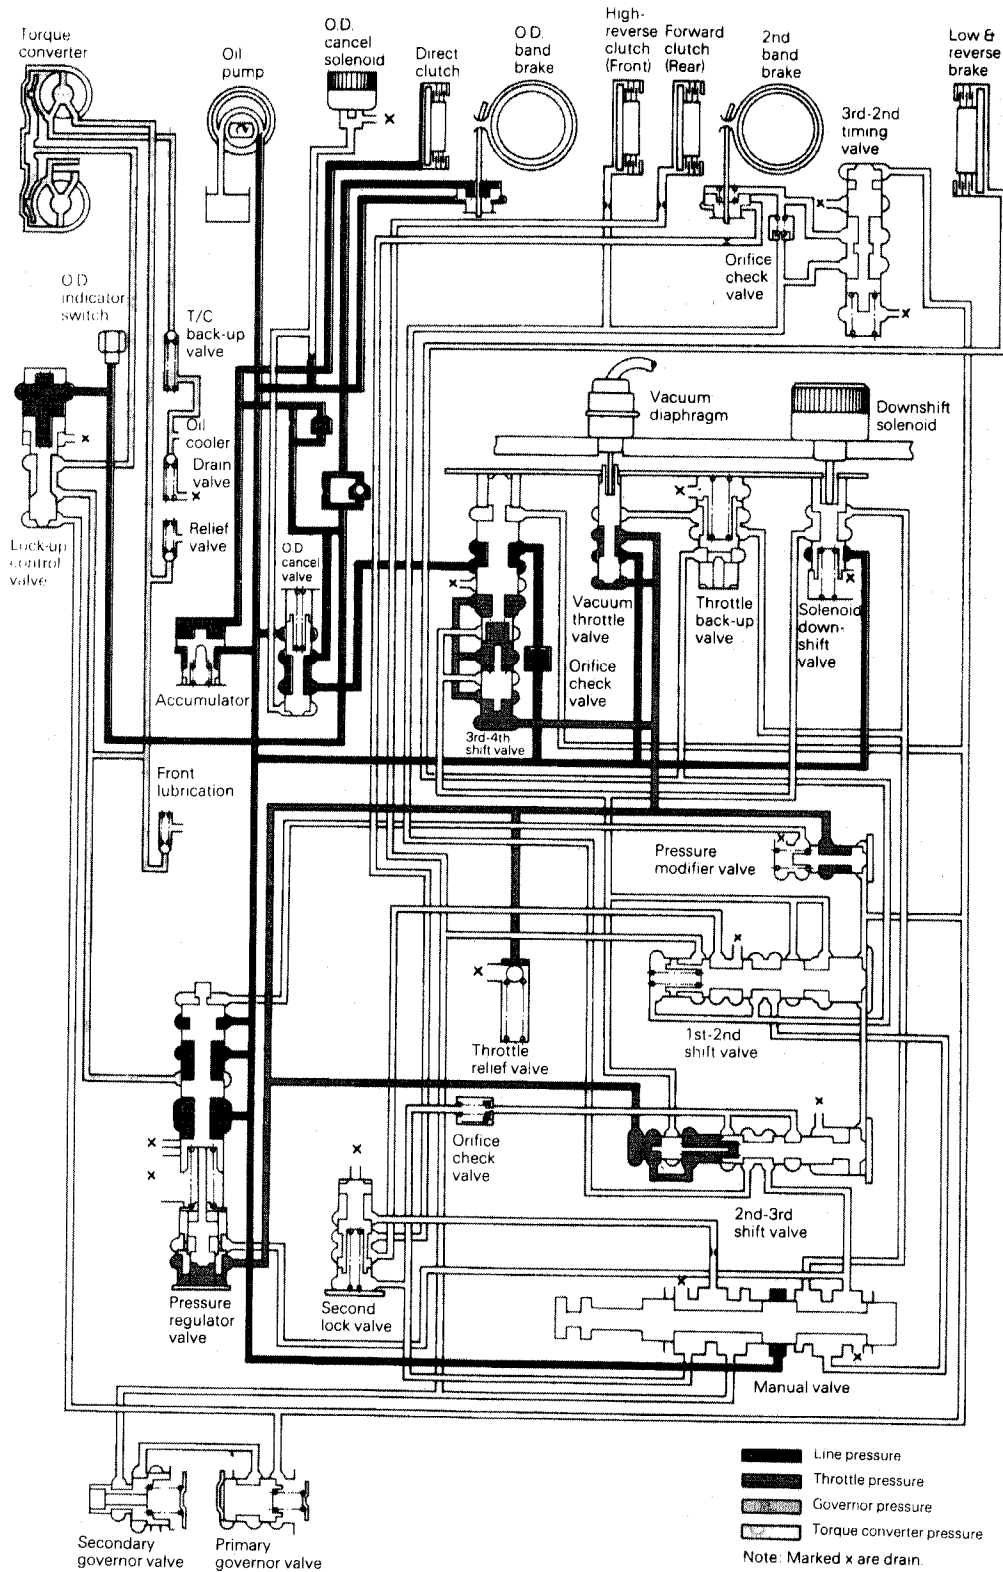 Torque
converter
Oil
pump
O.D.
cancel
solenoid
Direct
clutch
O.D.
band
brake
High-
reverse
clutch
(Front)
Forward
clutch
(Rear)
2nd
band
brake
3rd-2nd
timing
valve
Low &
reverse
brake
x
x
Orifice
check
valve
x
x
O.D.
indicator
switch
T/C
back-up
valve
Oil
cooler
Drain
valve
x
Relief
valve
x
Lock-up
control
valve
Vacuum
diaphragm
Downshift
solenoid
x
O.D.
cancel
valve
x
Vacuum
throttle
valve
Throttle
back-up
valve
x
Solenoid
down-
shift
valve
Orifice
check
valve
Accumulator
3rd-4th
shift valve
Front
lubrication
x
Pressure
modifier valve
x
x
Throttle
relief valve
1st-2nd
shift valve
x
Orifice
check
valve
x
x
x
2nd-3rd
shift valve
Pressure
regulator
valve
Second
lock valve
x
x
Manual valve
Secondary
governor valve
Primary
governor valve
Line pressure
Throttle pressure
Governor pressure
Torque converter pressure
Note: Marked x are drain.